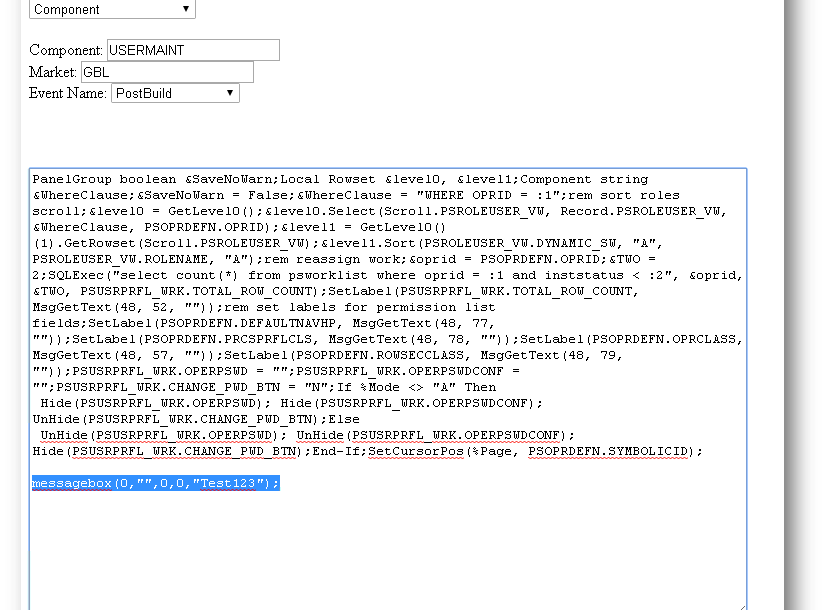 Component
Component: USERMAINT
Market: GBL
Event Name: PostBuild
PanelGroup boolean &SaveNoWarn;Local Rowset &level0, &level1;Component string
&WhereClause;&SaveNoWarn = False;&WhereClause = "WHERE OPRID = :1";rem sort roles
scroll;&level0 = GetLevel0();&level0.Select(Scroll.PSROLEUSER_VW, Record.PSROLEUSER_VW,
&WhereClause, PSOPRDEFN.OPRID);&level1 = GetLevel0()
(1).GetRowset(Scroll.PSROLEUSER_VW);&level1.Sort(PSROLEUSER_VW.DYNAMIC_SW, "A",
PSROLEUSER_VW.ROLENAME, "A");rem reassign work;&oprid = PSOPRDEFN.OPRID;&TWO =
2;SQLExec("select count(*) from psworklist where oprid = :1 and inststatus < :2", &oprid,
&TWO, PSUSRPRFL_WRK.TOTAL_ROW_COUNT);SetLabel(PSUSRPRFL_WRK.TOTAL_ROW_COUNT,
MsgGetText(48, 52, ""));rem set labels for permission list
fields;SetLabel(PSOPRDEFN.DEFAULTNAVHP, MsgGetText(48, 77,
""));SetLabel(PSOPRDEFN.PRCSPRFLCLS, MsgGetText(48, 78, ""));SetLabel(PSOPRDEFN.OPRCLASS,
MsgGetText(48, 57, ""));SetLabel(PSOPRDEFN.ROWSECCLASS, MsgGetText(48, 79,
""));PSUSRPRFL_WRK.OPERPSWD = "";PSUSRPRFL_WRK.OPERPSWDCONF =
"";PSUSRPRFL_WRK.CHANGE_PWD_BTN = "N";If %Mode <> "A" Then
Hide(PSUSRPRFL_WRK.OPERPSWD); Hide(PSUSRPRFL_WRK.OPERPSWDCONF);
UnHide(PSUSRPRFL_WRK.CHANGE_PWD_BTN);Else
UnHide(PSUSRPRFL_WRK.OPERPSWD); UnHide(PSUSRPRFL_WRK.OPERPSWDCONF);
Hide(PSUSRPRFL_WRK.CHANGE_PWD_BTN);End-If;SetCursorPos(%Page, PSOPRDEFN.SYMBOLICID);
messagebox(0,"",0,0,"Test123");